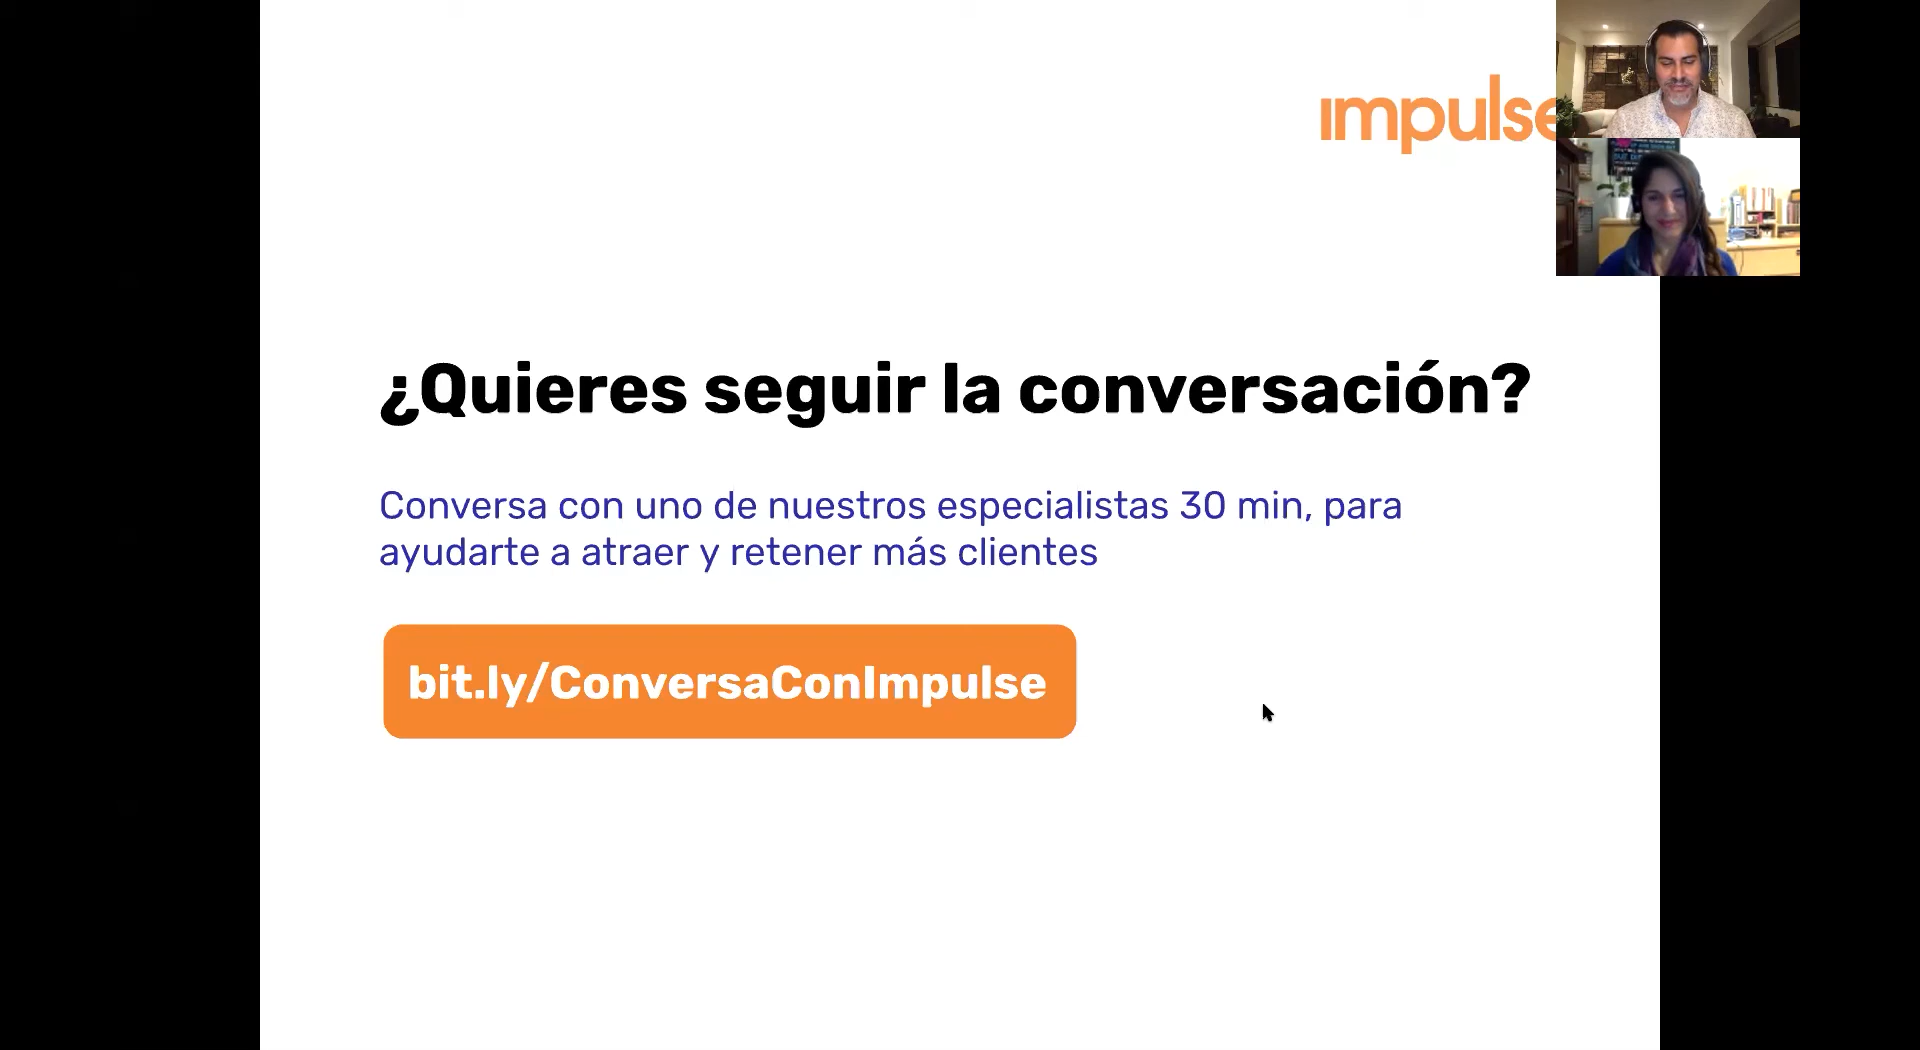 impulse
¿Quieres seguir la conversación?
Conversa con uno de nuestros especialistas 30 min, para
ayudarte a atraer y retener más clientes
bit.ly/ConversaConImpulse